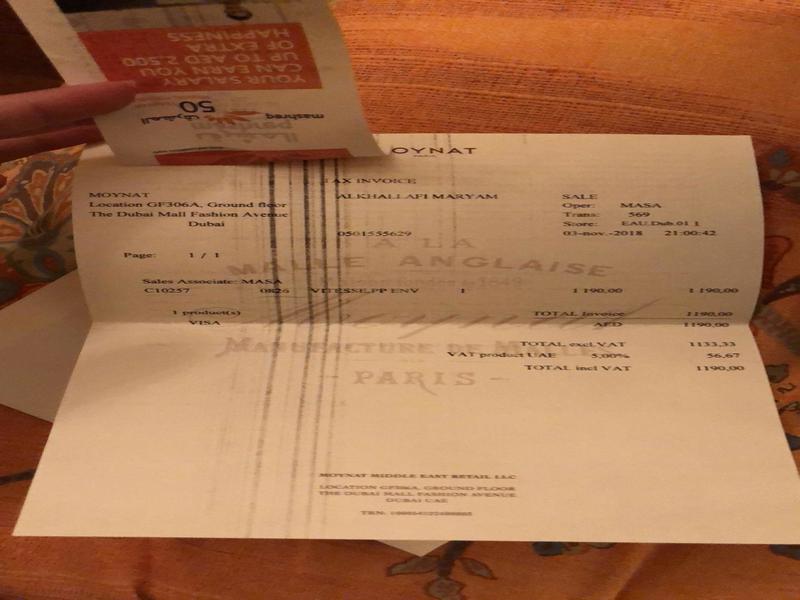 YOUR SALARY
CAN EARN YOU
UP TO AED 2,500
OF EXTRA
HAPPINESS
50
mashreq المشرق
OYNAT
PARIS
TAX INVOICE
MOYNAT
Location GF306A, Ground floor
The Dubai Mall Fashion Avenue
Dubai
ALKHALLAFI MARYAM
0501555629
SALE
Oper: MASA
Trans: 569
Store: EAU.Dub.01 1
03-nov.-2018 21:00:42
Page: 1 / 1
A LA
MALLE ANGLAISE
1849
Sales Associate: MASA
C10257 0826 VITESSE.PP ENV 1 1 190,00 1 190,00
1 product(s)
VISA
TOTAL Invoice 1190,00
AED 1190,00
TOTAL excl.VAT 1133,33
VAT product UAE 5,00% 56,67
TOTAL incl VAT 1190,00
MANUFACTURE DE
- PARIS -
MOYNAT MIDDLE EAST RETAIL LLC
LOCATION GF306A, GROUND FLOOR
THE DUBAI MALL FASHION AVENUE
DUBAI UAE
TRN: